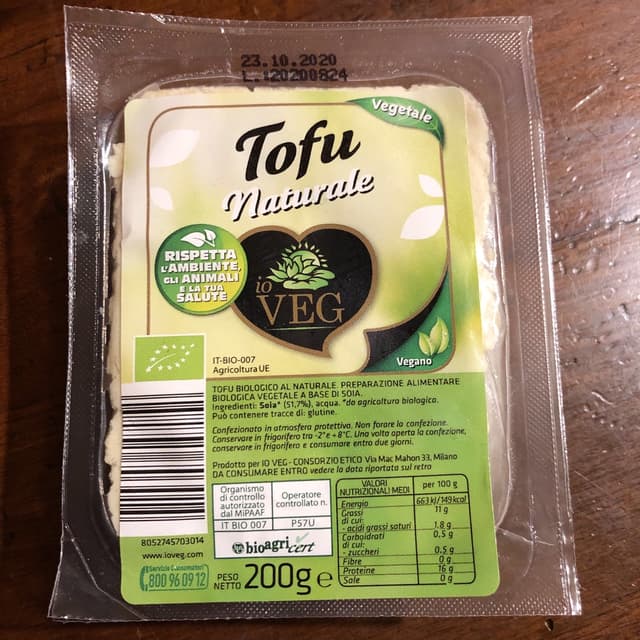 23.10.2020
L.:20200824
Vegetale
Tofu
Naturale
RISPETTA
L'AMBIENTE,
GLI ANIMALI
E LA TUA
SALUTE
io
VEG
Vegano
IT-BIO-007
Agricoltura UE
TOFU BIOLOGICO AL NATURALE. PREPARAZIONE ALIMENTARE
BIOLOGICA VEGETALE A BASE DI SOIA.
Ingredienti: Soia* (51,7%), acqua. *da agricoltura biologica.
Può contenere tracce di: glutine.
Confezionato in atmosfera protettiva. Non forare la confezione.
Conservare in frigorifero tra -2° e + 8°C. Una volta aperta la confezione,
conservare in frigorifero e consumare entro due giorni.
Prodotto per IO VEG - CONSORZIO ETICO Via Mac Mahon 33, Milano
DA CONSUMARE ENTRO vedere la data riportata sul retro
Organismo
di controllo
autorizzato
dal MiPAAF
Operatore
controllato n.
IT BIO 007
P57U
bioagricert
8052745703014
www.ioveg.com
Servizio Consumatori
800 96 09 12
PESO
NETTO
200g e
VALORI
NUTRIZIONALI MEDI
per 100 g
Energia 663 kJ/149 kcal
Grassi 11 g
di cui:
- acidi grassi saturi 1,8 g
Carboidrati 0,5 g
di cui:
- zuccheri 0,5 g
Fibre 0 g
Proteine 16 g
Sale 0 g